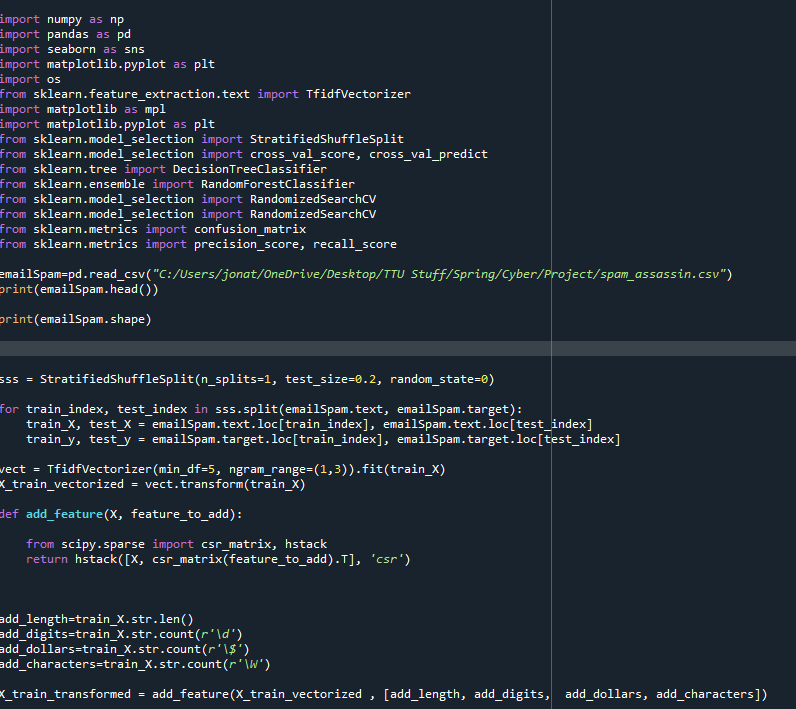 import numpy as np
import pandas as pd
import seaborn as sns
import matplotlib.pyplot as plt
import os
from sklearn.feature_extraction.text import TfidfVectorizer
import matplotlib as mpl
import matplotlib.pyplot as plt
from sklearn.model_selection import StratifiedShuffleSplit
from sklearn.model_selection import cross_val_score, cross_val_predict
from sklearn.tree import DecisionTreeClassifier
from sklearn.ensemble import RandomForestClassifier
from sklearn.model_selection import RandomizedSearchCV
from sklearn.model_selection import RandomizedSearchCV
from sklearn.metrics import confusion_matrix
from sklearn.metrics import precision_score, recall_score
emailSpam=pd.read_csv("C:/Users/jonat/OneDrive/Desktop/TTU Stuff/Spring/Cyber/Project/spam_assassin.csv")
print(emailSpam.head())
print(emailSpam.shape)
sss = StratifiedShuffleSplit(n_splits=1, test_size=0.2, random_state=0)
for train_index, test_index in sss.split(emailSpam.text, emailSpam.target):
    train_X, test_X = emailSpam.text.loc[train_index], emailSpam.text.loc[test_index]
    train_y, test_y = emailSpam.target.loc[train_index], emailSpam.target.loc[test_index]
vect = TfidfVectorizer(min_df=5, ngram_range=(1,3)).fit(train_X)
X_train_vectorized = vect.transform(train_X)
def add_feature(X, feature_to_add):
    from scipy.sparse import csr_matrix, hstack
    return hstack([X, csr_matrix(feature_to_add).T], 'csr')
add_length=train_X.str.len()
add_digits=train_X.str.count(r'\d')
add_dollars=train_X.str.count(r'\$')
add_characters=train_X.str.count(r'\W')
X_train_transformed = add_feature(X_train_vectorized , [add_length, add_digits,  add_dollars, add_characters])